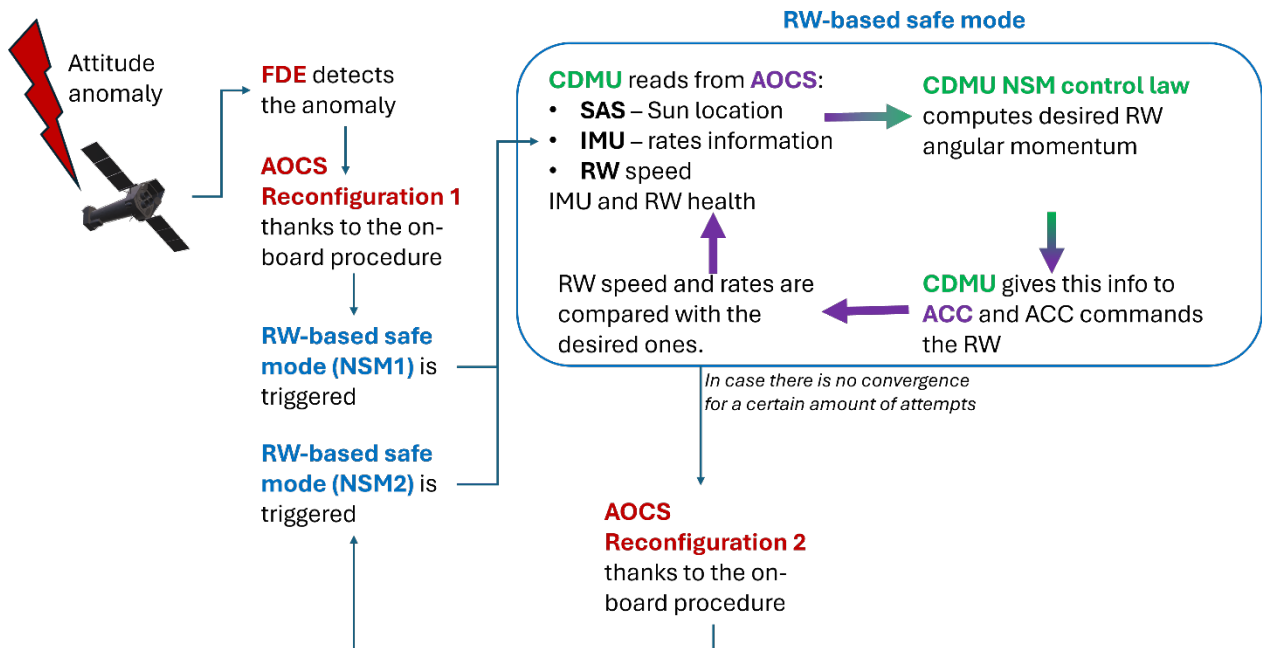 Attitude
anomaly
FDE detects
the anomaly
AOCS
Reconfiguration 1
thanks to the on-
board procedure
RW-based safe
mode (NSM1) is
triggered
RW-based safe
mode (NSM2) is
triggered
RW-based safe mode
CDMU reads from AOCS:
• SAS – Sun location
• IMU – rates information
• RW speed
IMU and RW health
CDMU NSM control law
computes desired RW
angular momentum
CDMU gives this info to
ACC and ACC commands
the RW
RW speed and rates are
compared with the
desired ones.
In case there is no convergence
for a certain amount of attempts
AOCS
Reconfiguration 2
thanks to the on-
board procedure